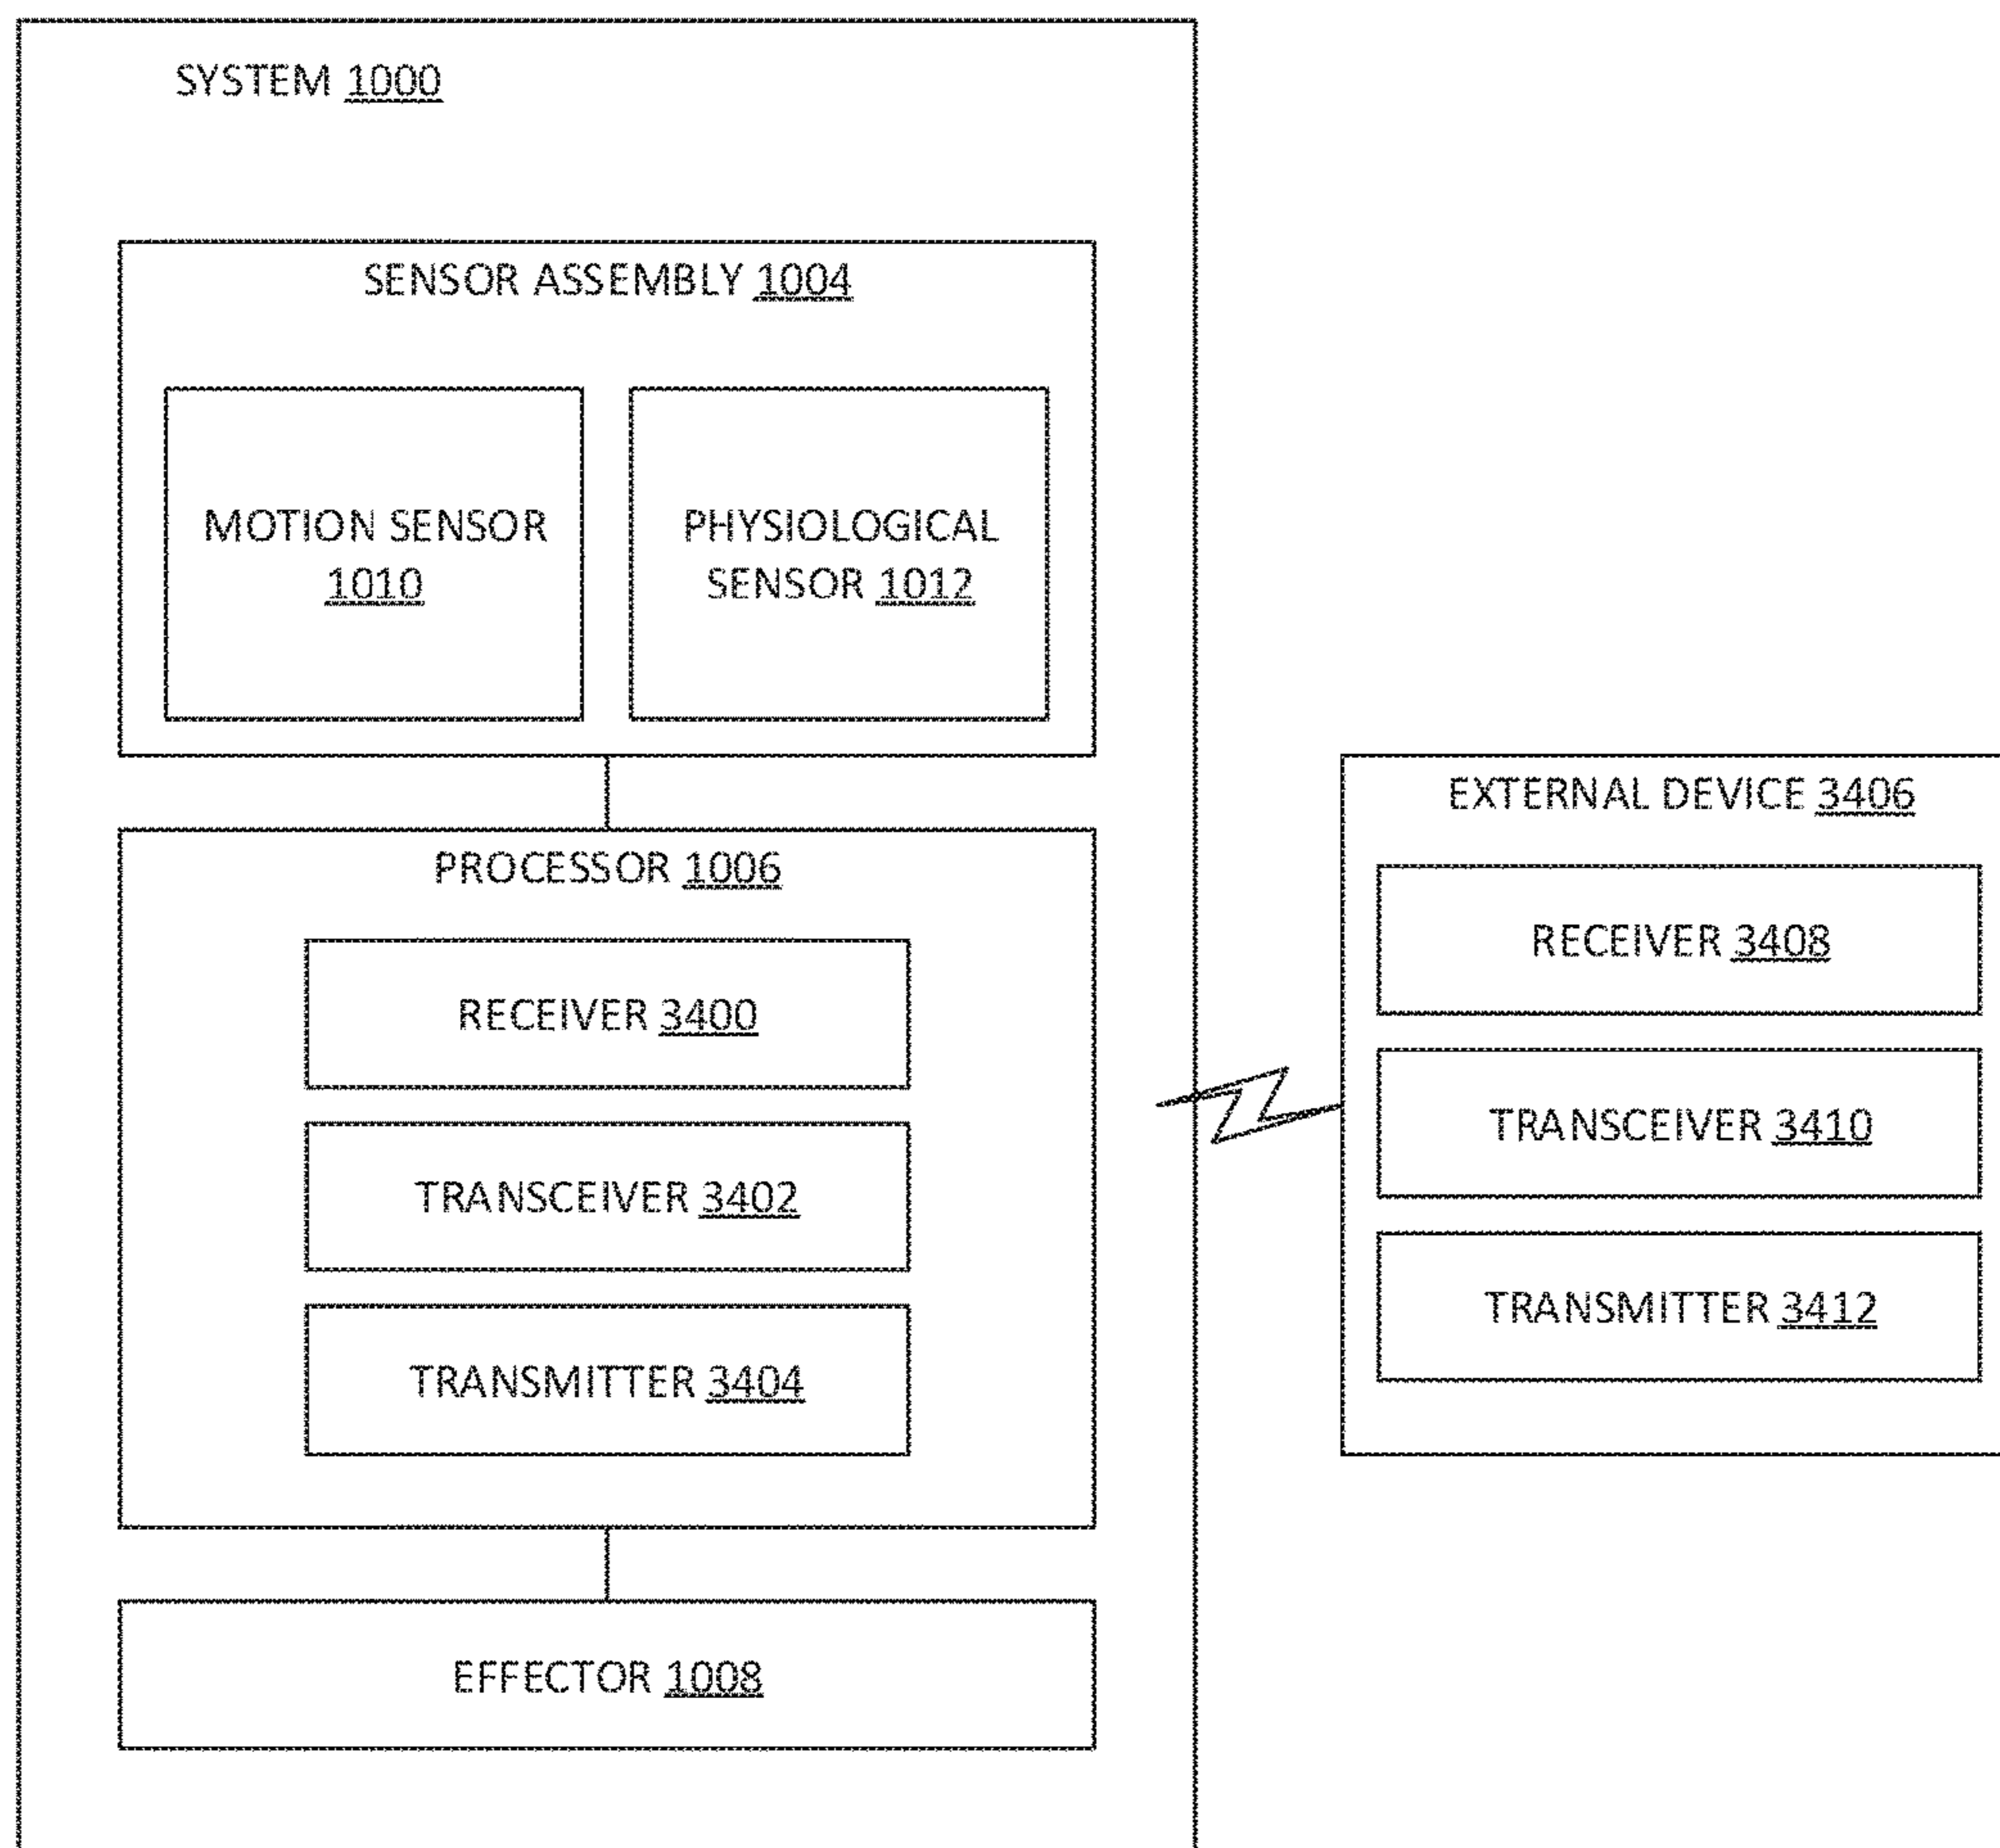 SYSTEM 1000
SENSOR ASSEMBLY 1004
MOTION SENSOR
1010
PHYSIOLOGICAL
SENSOR 1012
PROCESSOR 1006
RECEIVER 3400
TRANSCEIVER 3402
TRANSMITTER 3404
EFFECTOR 1008
EXTERNAL DEVICE 3406
RECEIVER 3408
TRANSCEIVER 3410
TRANSMITTER 3412